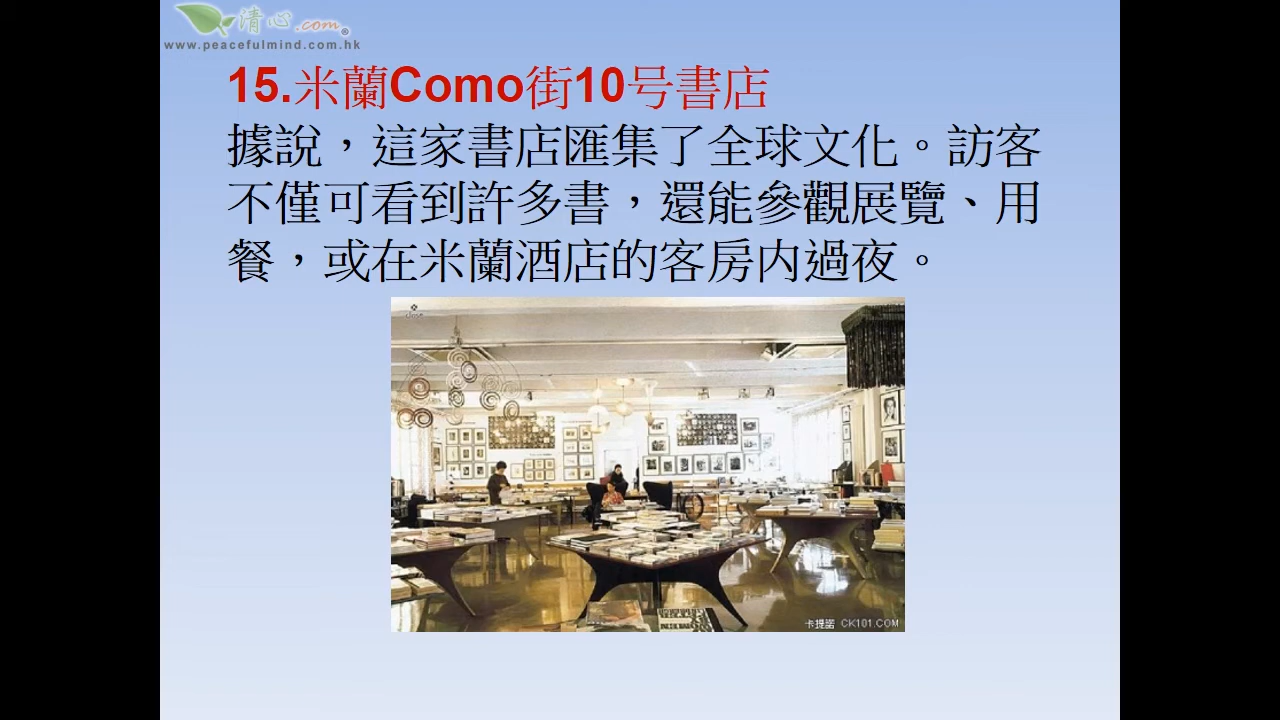 清心.com®
www.peacefulmind.com.hk
15.米蘭Como街10号書店
據說，這家書店匯集了全球文化。訪客
不僅可看到許多書，還能參觀展覽、用
餐，或在米蘭酒店的客房内過夜。
close
卡提諾 CK101.COM